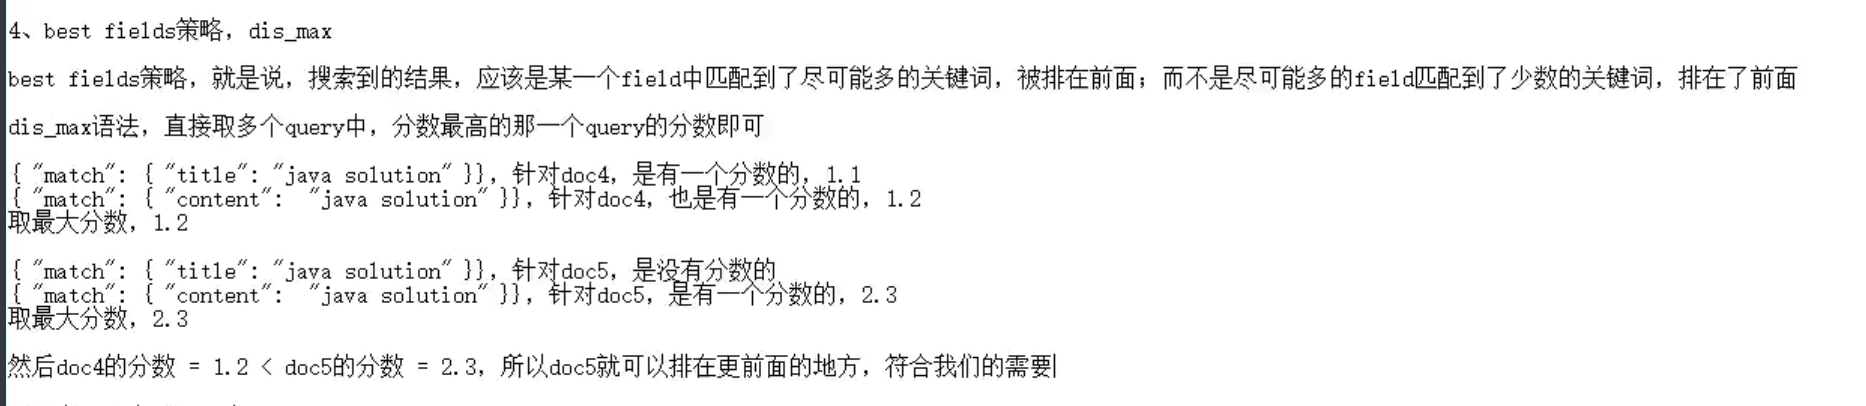 4、best fields策略，dis_max
best fields策略，就是说，搜索到的结果，应该是某一个field中匹配到了尽可能多的关键词，被排在前面；而不是尽可能多的field匹配到了少数的关键词，排在了前面
dis_max语法，直接取多个query中，分数最高的那一个query的分数即可
{ "match": { "title": "java solution" }}，针对doc4，是有一个分数的，1.1
{ "match": { "content":  "java solution" }}，针对doc4，也是有一个分数的，1.2
取最大分数，1.2
{ "match": { "title": "java solution" }}，针对doc5，是没有分数的
{ "match": { "content":  "java solution" }}，针对doc5，是有一个分数的，2.3
取最大分数，2.3
然后doc4的分数 = 1.2 < doc5的分数 = 2.3，所以doc5就可以排在更前面的地方，符合我们的需要